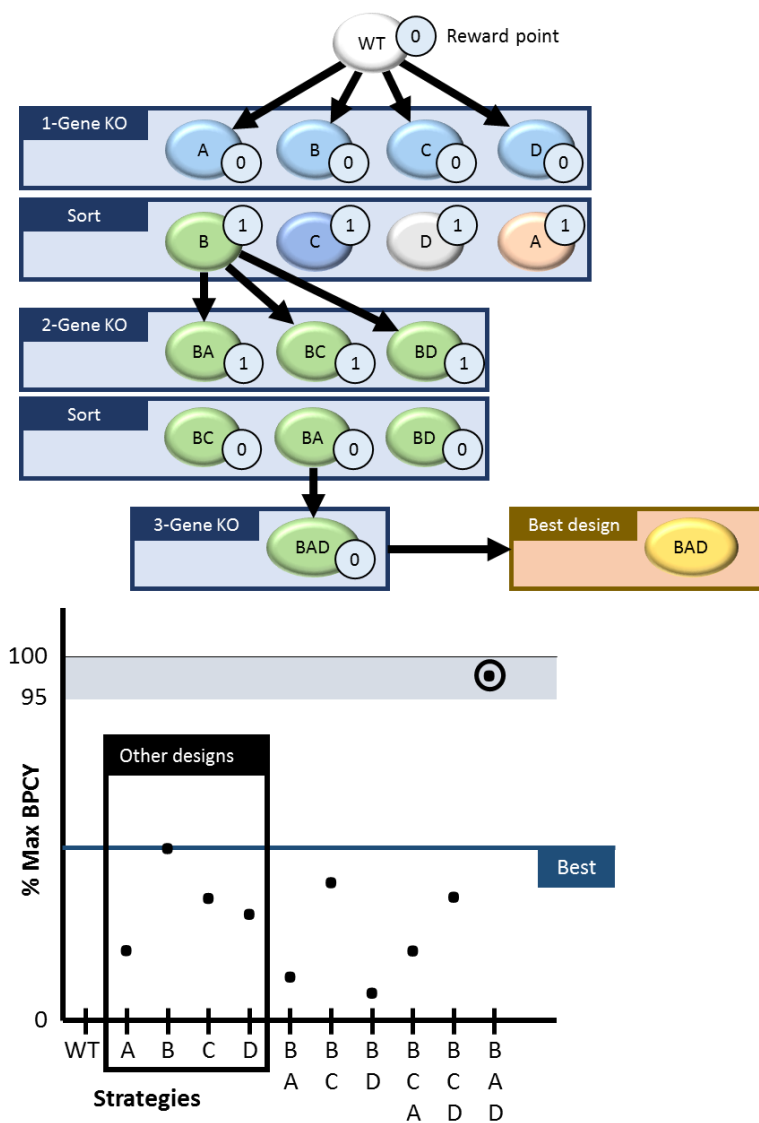 WT 0 Reward point
1-Gene KO A 0 B 0 C 0 D 0
Sort B 1 C 1 D 1 A 1
2-Gene KO BA 1 BC 1 BD 1
Sort BC 0 BA 0 BD 0
3-Gene KO BAD 0 Best design BAD
100
95
Other designs
% Max BPCY
Best
0
WT A B C D B B B B B B
A C D C C A
A D D
Strategies